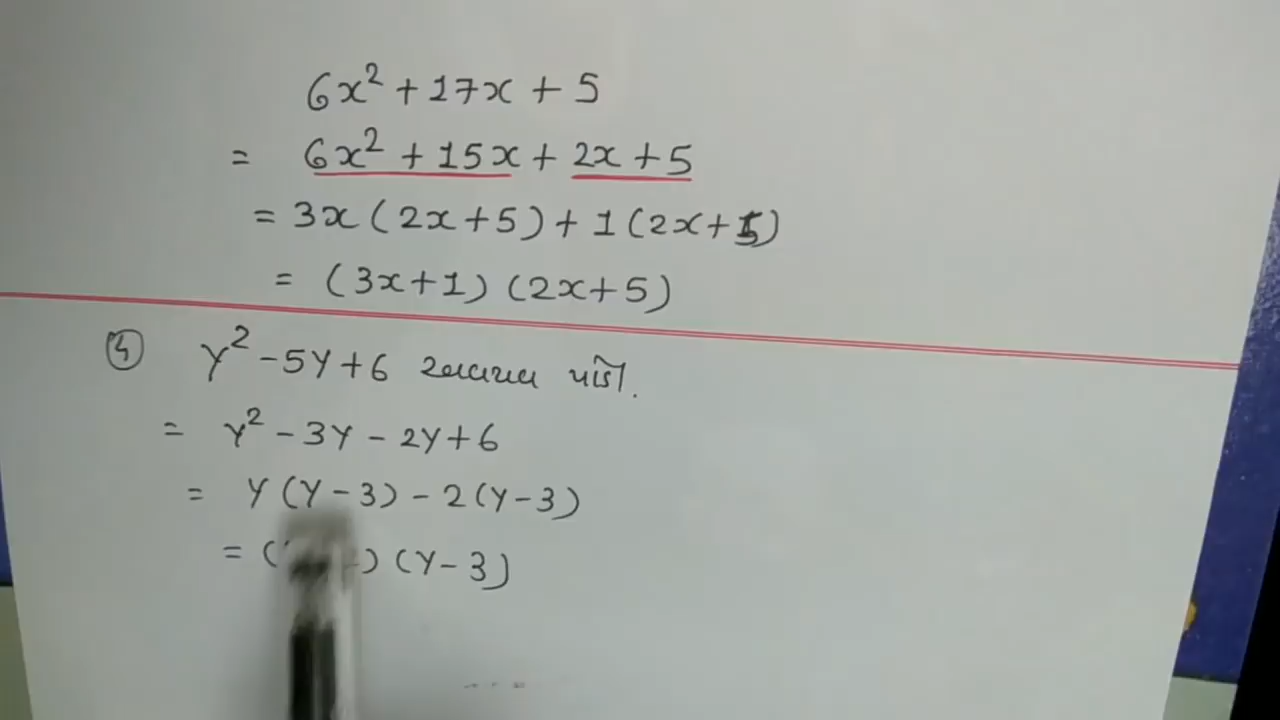 6x² + 17x + 5
= 6x² + 15x + 2x + 5
= 3x (2x + 5) + 1 (2x + 5)
= (3x + 1) (2x + 5)
④ y² - 5y + 6 અવયવ પાડો.
= y² - 3y - 2y + 6
= y (y - 3) - 2 (y - 3)
= ( ) (y - 3)